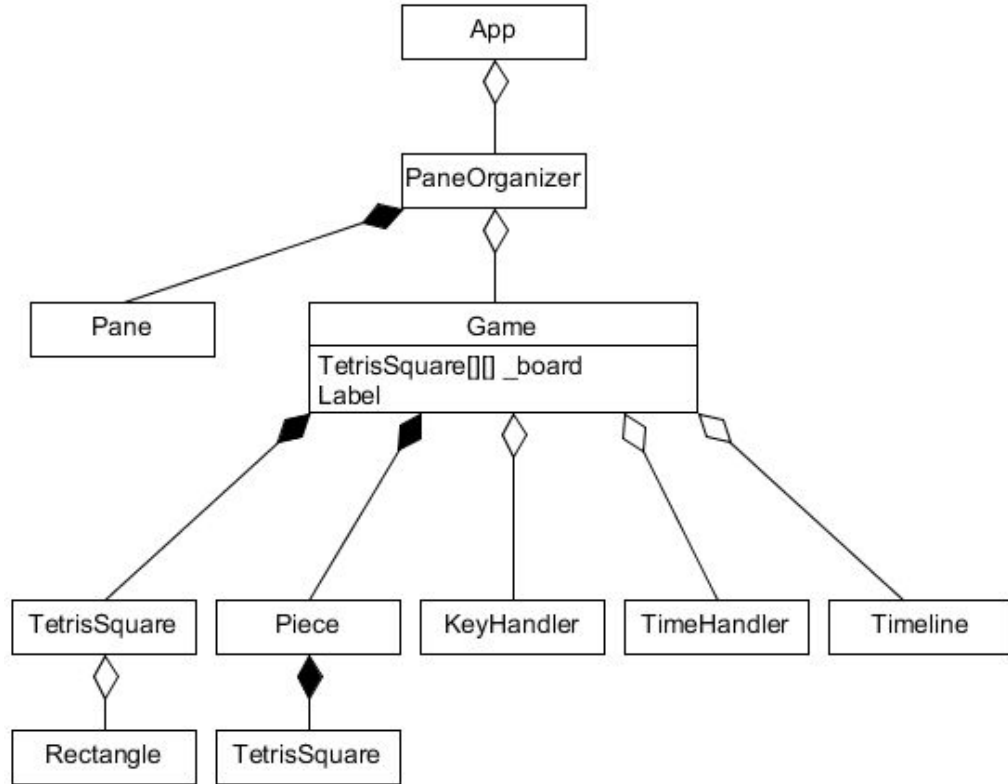 App
PaneOrganizer
Pane
Game
TetrisSquare[][] _board
Label
TetrisSquare
Piece
KeyHandler
TimeHandler
Timeline
Rectangle
TetrisSquare